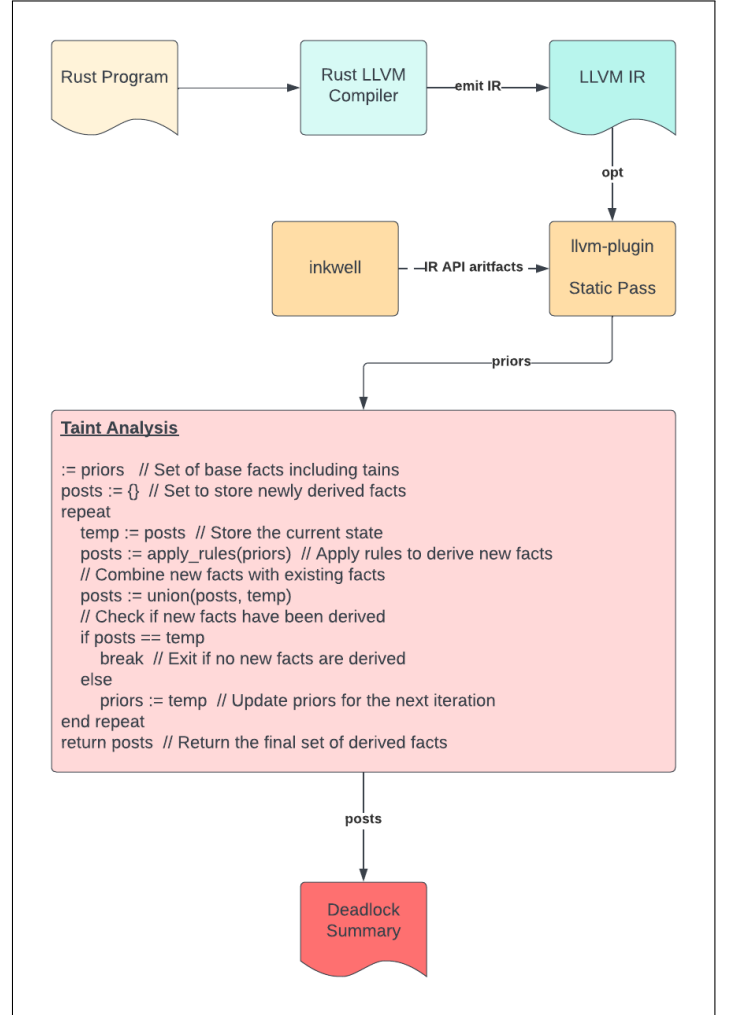 Rust Program
Rust LLVM
Compiler
emit IR
LLVM IR
opt
inkwell
IR API aritfacts
llvm-plugin
Static Pass
priors
Taint Analysis
:= priors // Set of base facts including tains
posts := {} // Set to store newly derived facts
repeat
temp := posts // Store the current state
posts := apply_rules(priors) // Apply rules to derive new facts
// Combine new facts with existing facts
posts := union(posts, temp)
// Check if new facts have been derived
if posts == temp
break // Exit if no new facts are derived
else
priors := temp // Update priors for the next iteration
end repeat
return posts // Return the final set of derived facts
posts
Deadlock
Summary